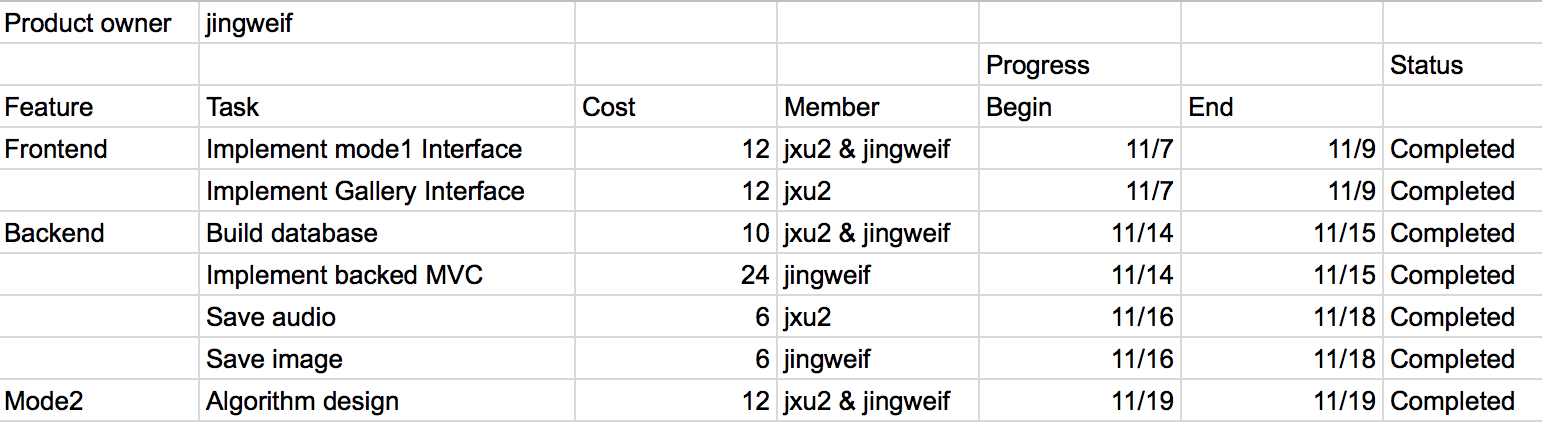 Product owner jingweif
Progress Status
Feature Task Cost Member Begin End
Frontend Implement mode1 Interface 12 jxu2 & jingweif 11/7 11/9 Completed
Implement Gallery Interface 12 jxu2 11/7 11/9 Completed
Backend Build database 10 jxu2 & jingweif 11/14 11/15 Completed
Implement backed MVC 24 jingweif 11/14 11/15 Completed
Save audio 6 jxu2 11/16 11/18 Completed
Save image 6 jingweif 11/16 11/18 Completed
Mode2 Algorithm design 12 jxu2 & jingweif 11/19 11/19 Completed